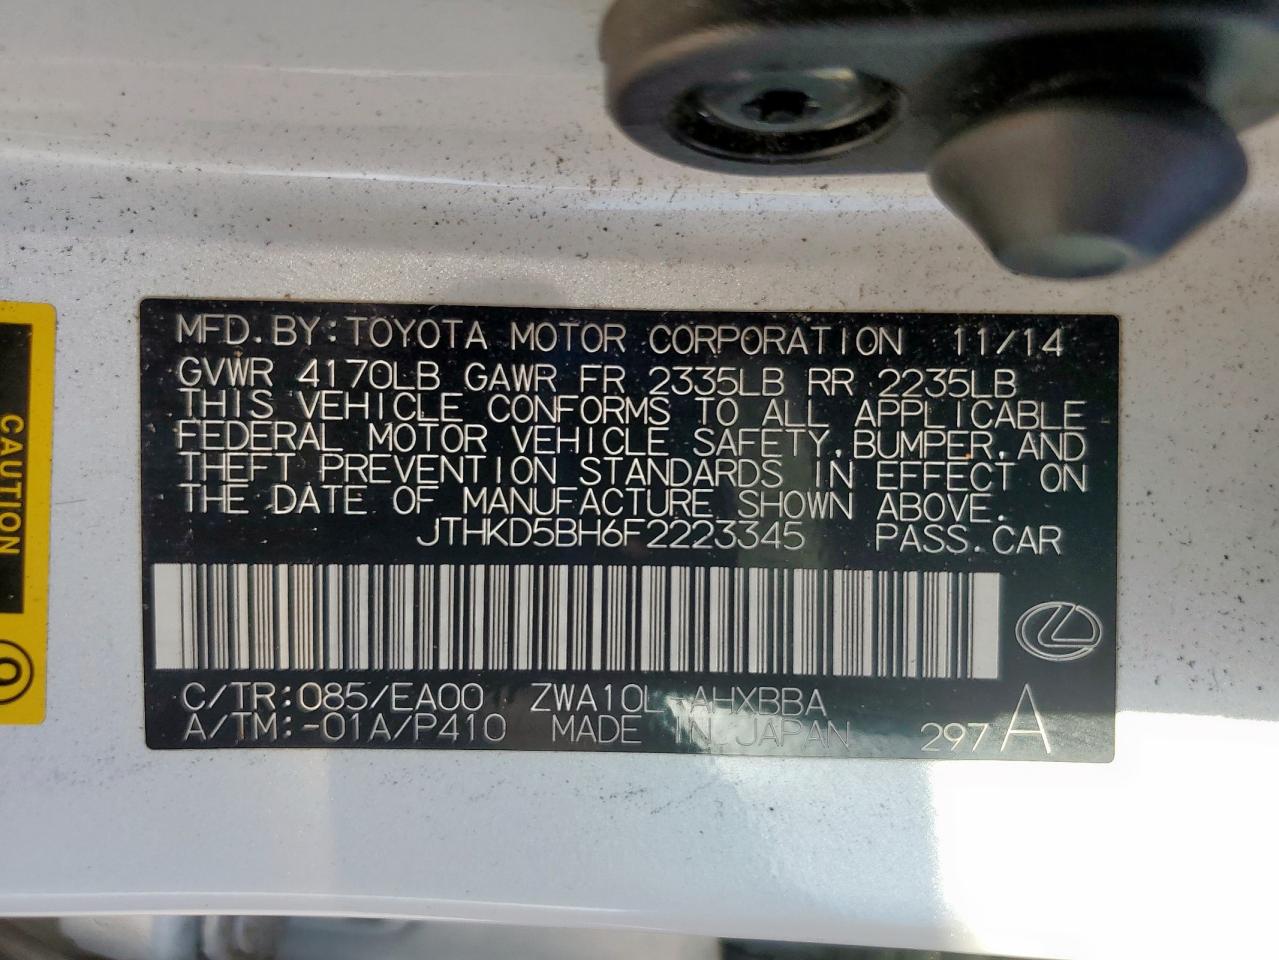 MFD.BY:TOYOTA MOTOR CORPORATION 11/14
GVWR 4170LB GAWR FR 2335LB RR 2235LB
THIS VEHICLE CONFORMS TO ALL APPLICABLE
FEDERAL MOTOR VEHICLE SAFETY,BUMPER,AND
THEFT PREVENTION STANDARDS IN EFFECT ON
THE DATE OF MANUFACTURE SHOWN ABOVE.
JTHKD5BH6F2223345 PASS.CAR
C/TR:085/EA00 ZWA10L-AHXBBA
A/TM:-01A/P410 MADE IN JAPAN 297 A
CAUTION